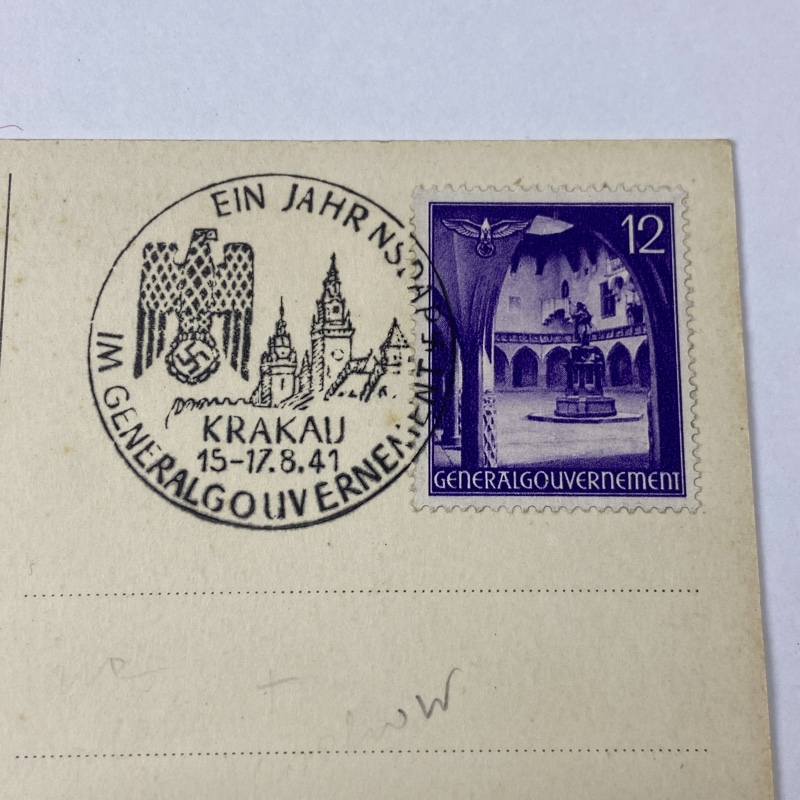 EIN JAHR NSDAP
IM GENERALGOUVERNEMENT
KRAKAU
15-17.8.41
12
GENERALGOUVERNEMENT